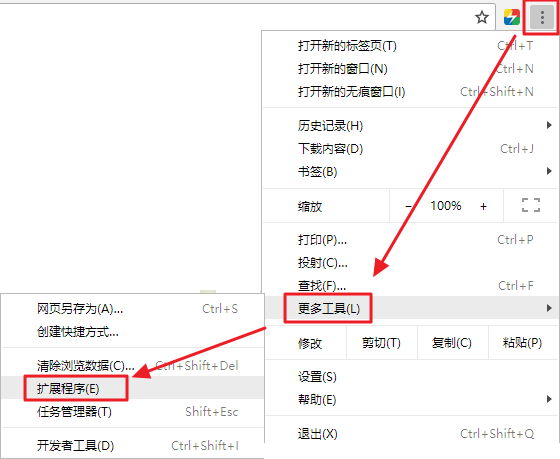 打开新的标签页(T) Ctrl+T
打开新的窗口(N) Ctrl+N
打开新的无痕窗口(I) Ctrl+Shift+N
历史记录(H)
下载内容(D) Ctrl+J
书签(B)
缩放 − 100% +
打印(P)... Ctrl+P
投射(C)...
查找(F)... Ctrl+F
更多工具(L)
修改 剪切(T) 复制(C) 粘贴(P)
设置(S)
帮助(E)
退出(X) Ctrl+Shift+Q
网页另存为(A)... Ctrl+S
创建快捷方式...
清除浏览数据(C)... Ctrl+Shift+Del
扩展程序(E)
任务管理器(T) Shift+Esc
开发者工具(D) Ctrl+Shift+I